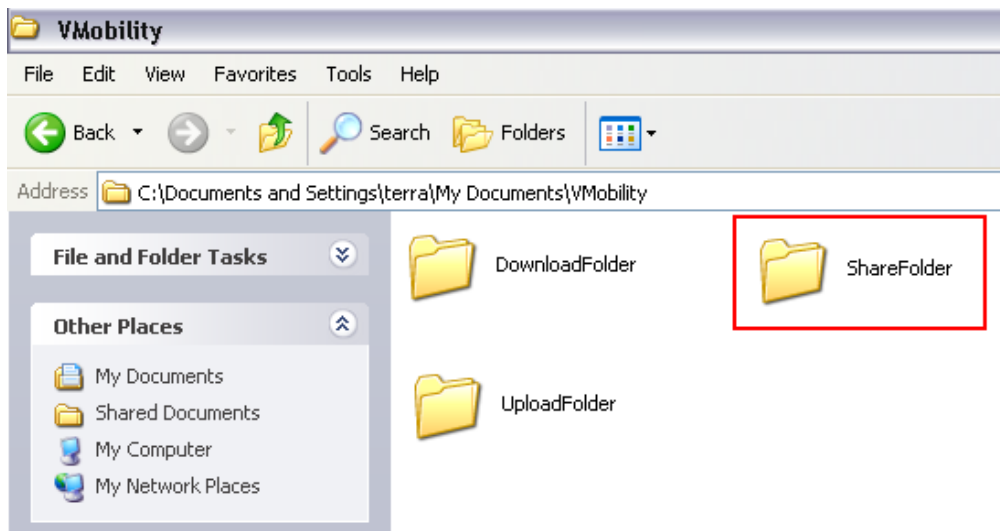 VMobility
File Edit View Favorites Tools Help
Back Search Folders
Address C:\Documents and Settings\terra\My Documents\VMobility
File and Folder Tasks
DownloadFolder ShareFolder
Other Places
My Documents
Shared Documents
UploadFolder
My Computer
My Network Places